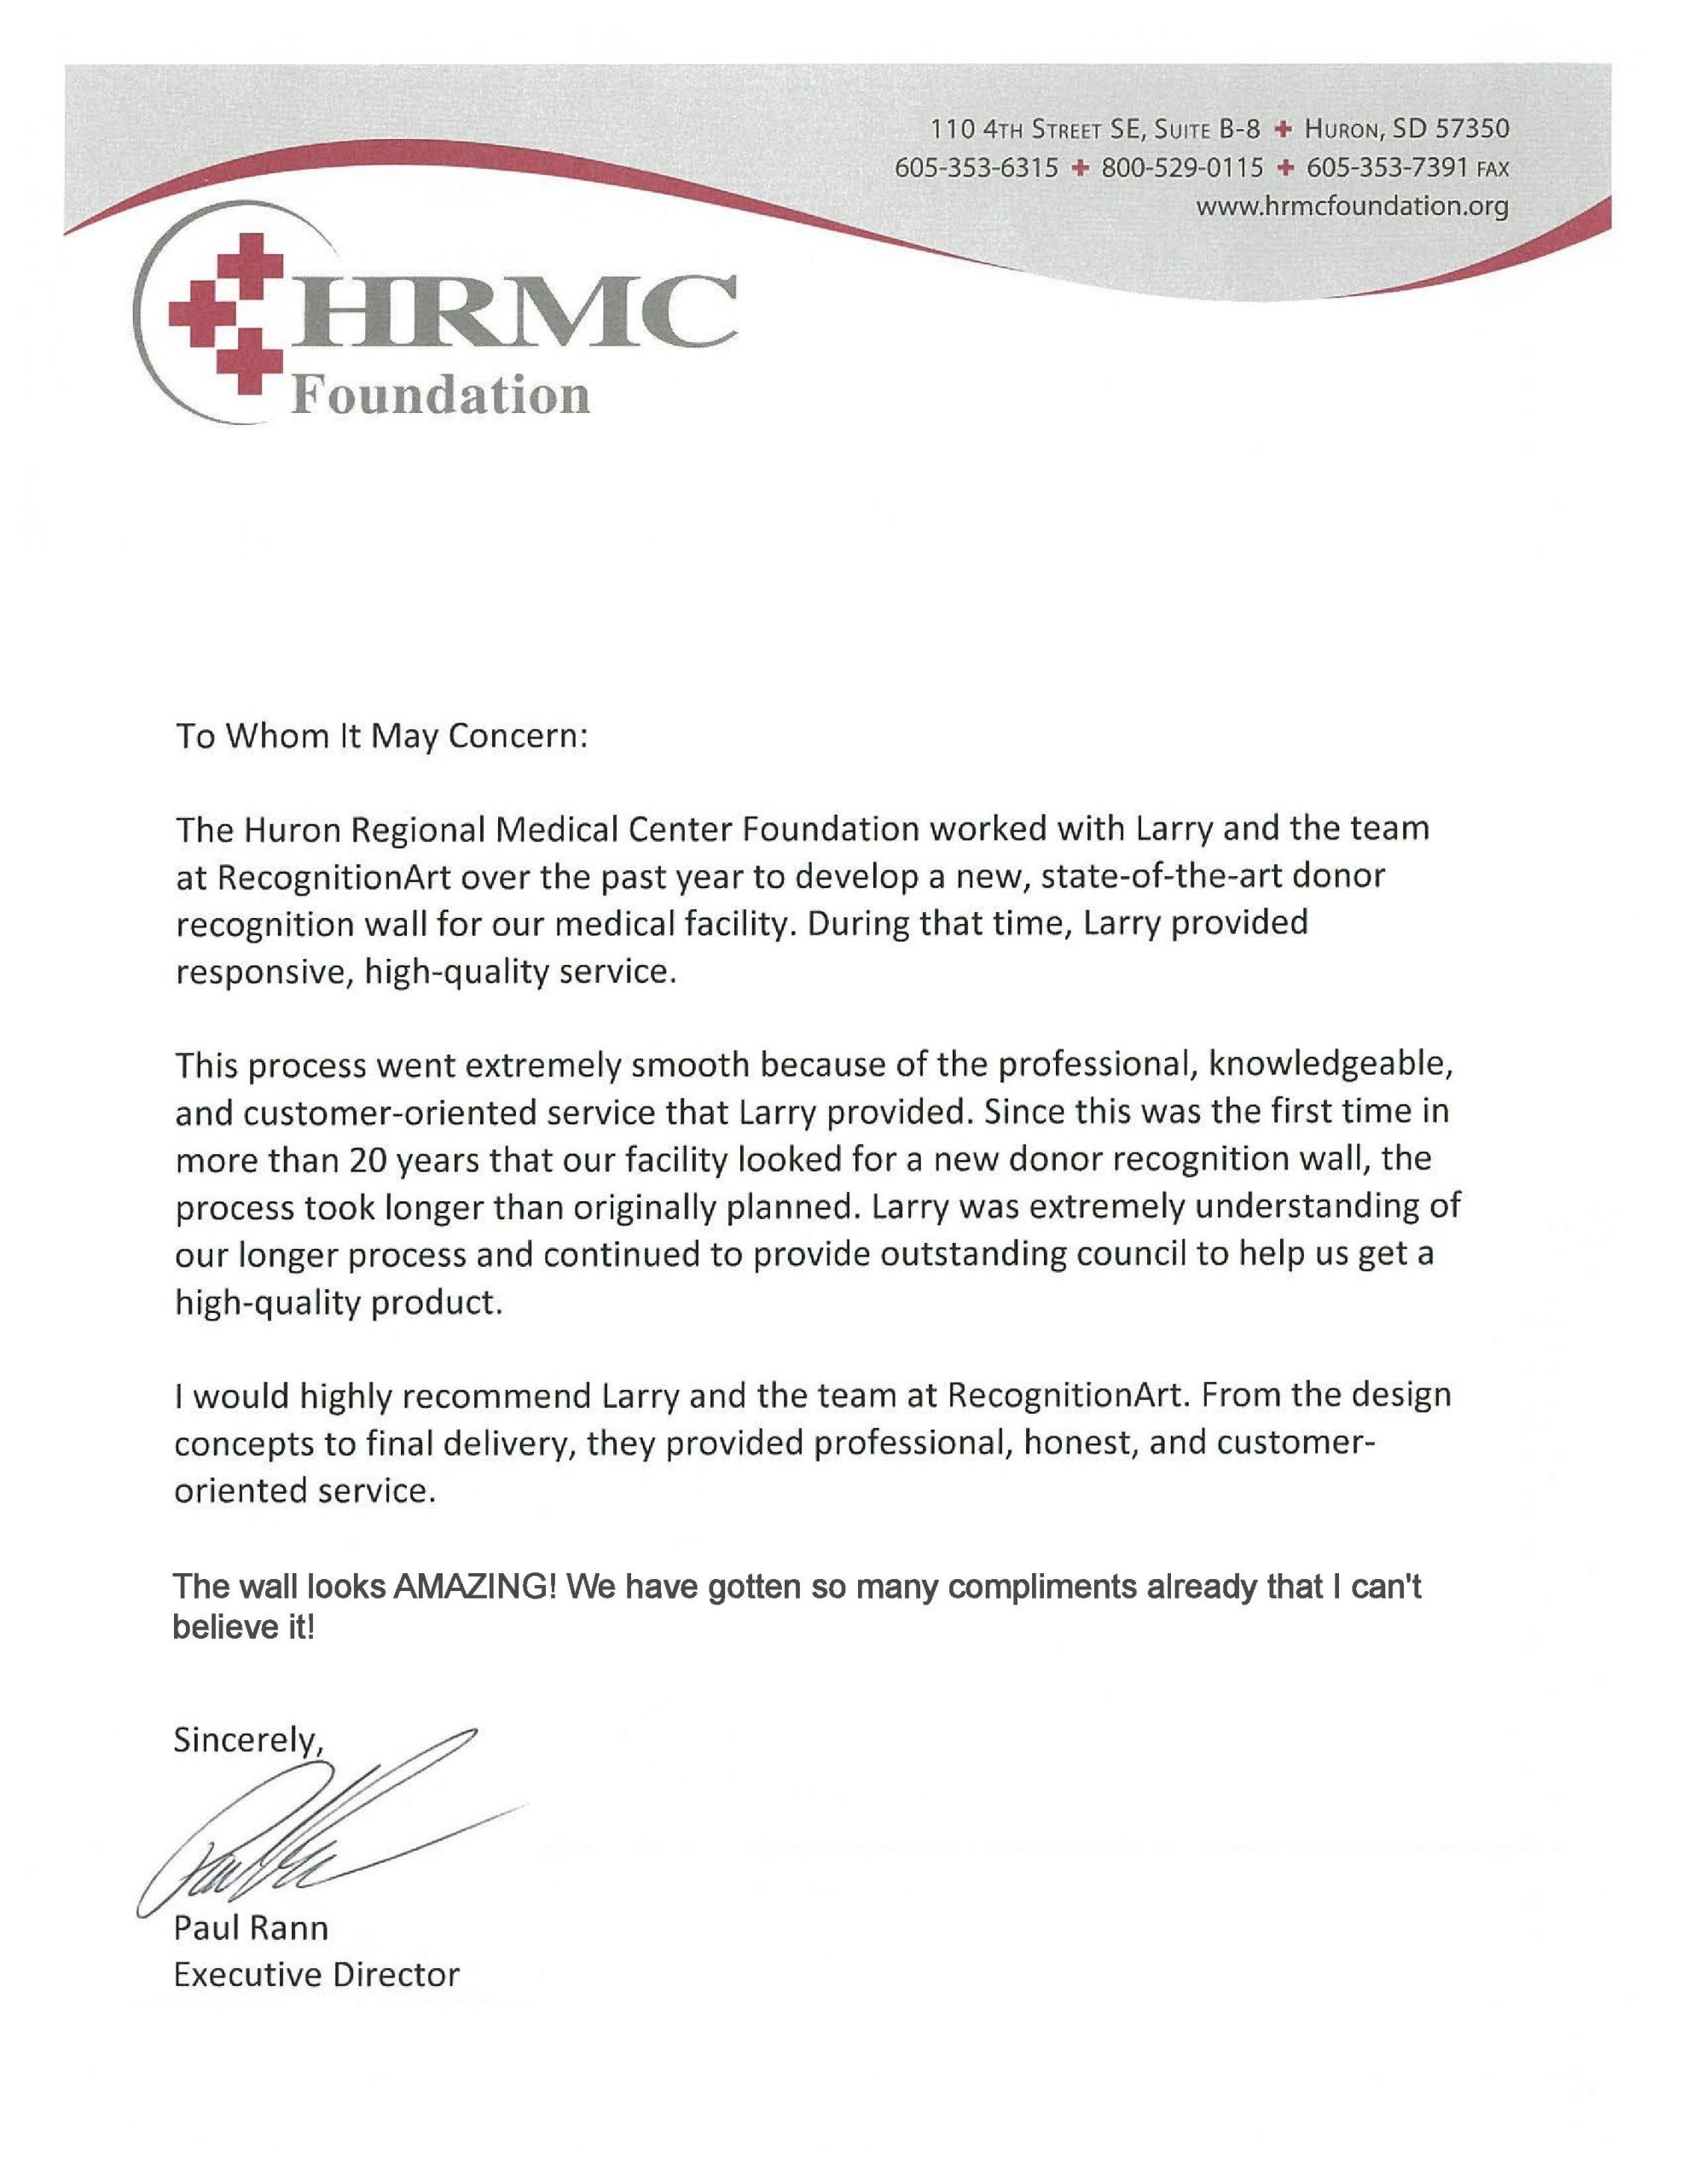 110 4TH STREET SE, SUITE B-8 + HURON, SD 57350
605-353-6315 + 800-529-0115 + 605-353-7391 FAX
www.hrmcfoundation.org
HRMC
Foundation
To Whom It May Concern:
The Huron Regional Medical Center Foundation worked with Larry and the team
at RecognitionArt over the past year to develop a new, state-of-the-art donor
recognition wall for our medical facility. During that time, Larry provided
responsive, high-quality service.
This process went extremely smooth because of the professional, knowledgeable,
and customer-oriented service that Larry provided. Since this was the first time in
more than 20 years that our facility looked for a new donor recognition wall, the
process took longer than originally planned. Larry was extremely understanding of
our longer process and continued to provide outstanding council to help us get a
high-quality product.
I would highly recommend Larry and the team at RecognitionArt. From the design
concepts to final delivery, they provided professional, honest, and customer-
oriented service.
The wall looks AMAZING! We have gotten so many compliments already that I can't
believe it!
Sincerely,
Paul Rann
Executive Director